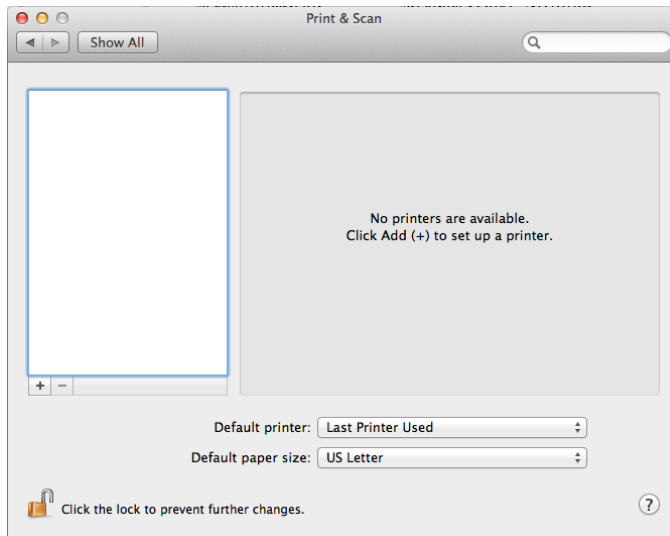 Print & Scan
Show All
No printers are available.
Click Add (+) to set up a printer.
+ −
Default printer: Last Printer Used
Default paper size: US Letter
Click the lock to prevent further changes.
?